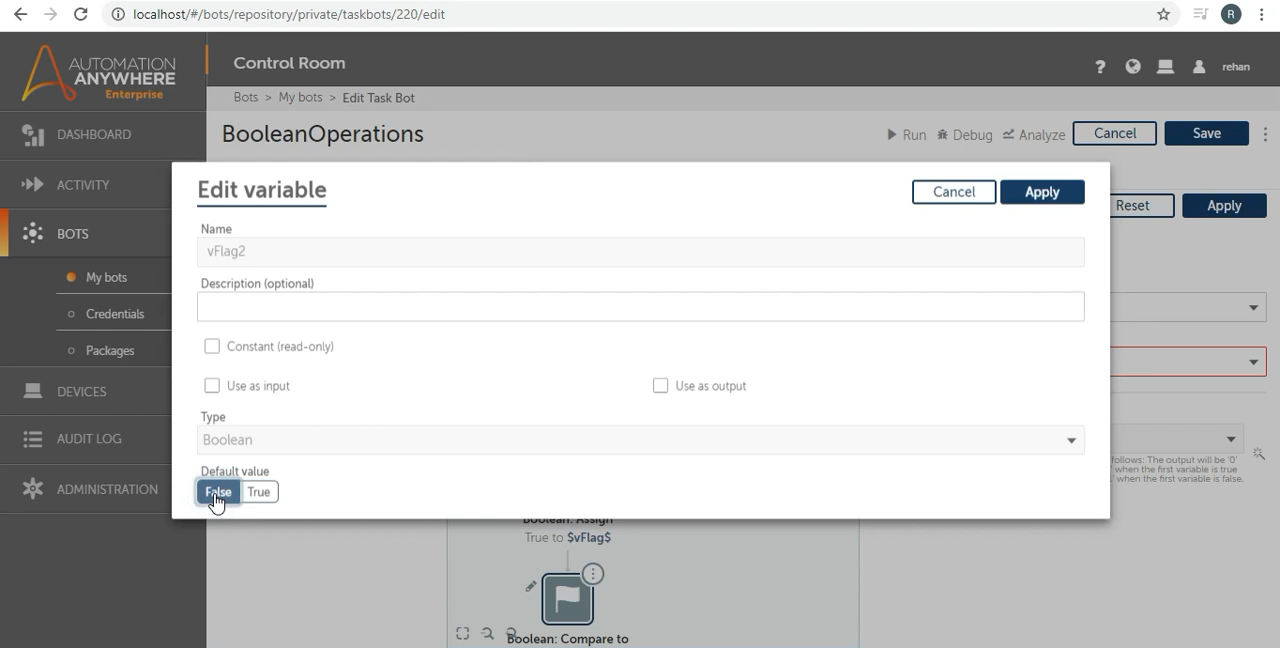 localhost/#/bots/repository/private/taskbots/220/edit
R
AUTOMATION
ANYWHERE
Enterprise
Control Room
rehan
Bots > My bots > Edit Task Bot
DASHBOARD
BooleanOperations
Run
Debug
Analyze
Cancel
Save
ACTIVITY
Edit variable
Cancel
Apply
Reset
Apply
Name
vFlag2
BOTS
My bots
Description (optional)
Credentials
Constant (read-only)
Packages
Use as input
Use as output
DEVICES
Type
Boolean
AUDIT LOG
follows: The output will be '0'
when the first variable is true
when the first variable is false.
Default value
False
True
ADMINISTRATION
Boolean: Assign
True to $vFlag$
Boolean: Compare to